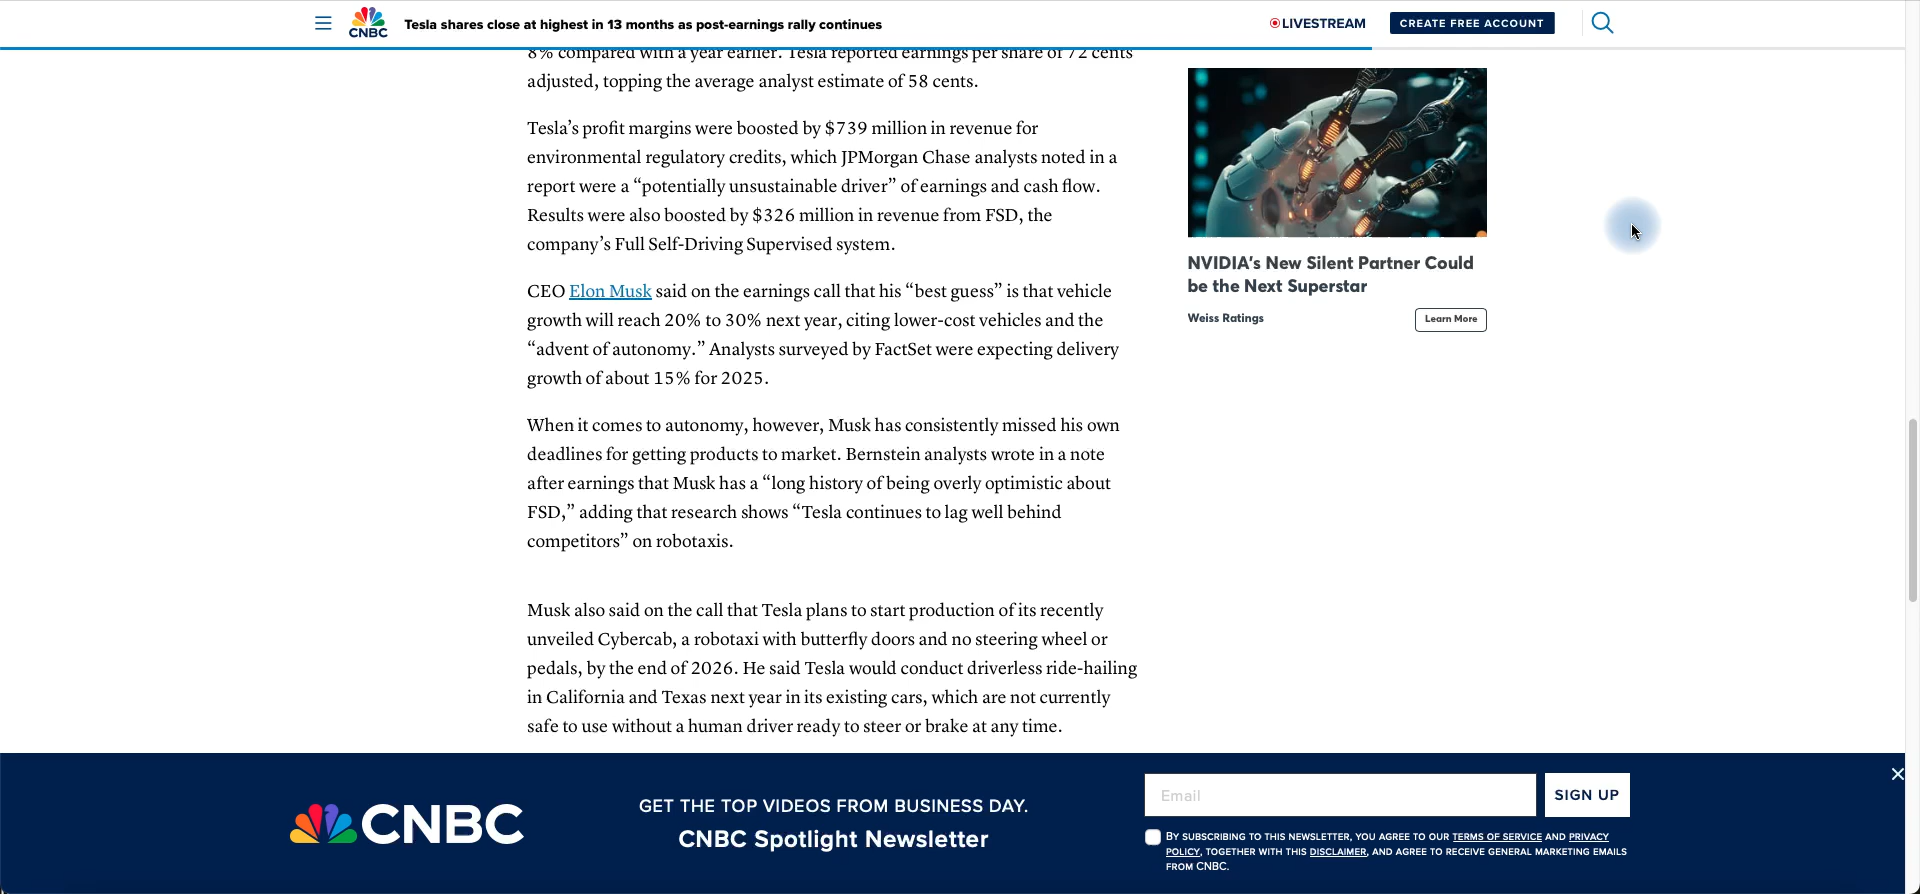 CNBC
Tesla shares close at highest in 13 months as post-earnings rally continues
LIVESTREAM
CREATE FREE ACCOUNT
8% compared with a year earlier. Tesla reported earnings per share of 72 cents
adjusted, topping the average analyst estimate of 58 cents.
Tesla’s profit margins were boosted by $739 million in revenue for
environmental regulatory credits, which JPMorgan Chase analysts noted in a
report were a “potentially unsustainable driver” of earnings and cash flow.
Results were also boosted by $326 million in revenue from FSD, the
company’s Full Self-Driving Supervised system.
CEO Elon Musk said on the earnings call that his “best guess” is that vehicle
growth will reach 20% to 30% next year, citing lower-cost vehicles and the
“advent of autonomy.” Analysts surveyed by FactSet were expecting delivery
growth of about 15% for 2025.
When it comes to autonomy, however, Musk has consistently missed his own
deadlines for getting products to market. Bernstein analysts wrote in a note
after earnings that Musk has a “long history of being overly optimistic about
FSD,” adding that research shows “Tesla continues to lag well behind
competitors” on robotaxis.
Musk also said on the call that Tesla plans to start production of its recently
unveiled Cybercab, a robotaxi with butterfly doors and no steering wheel or
pedals, by the end of 2026. He said Tesla would conduct driverless ride-hailing
in California and Texas next year in its existing cars, which are not currently
safe to use without a human driver ready to steer or brake at any time.
NVIDIA's New Silent Partner Could
be the Next Superstar
Weiss Ratings
Learn More
CNBC
GET THE TOP VIDEOS FROM BUSINESS DAY.
CNBC Spotlight Newsletter
Email
SIGN UP
BY SUBSCRIBING TO THIS NEWSLETTER, YOU AGREE TO OUR TERMS OF SERVICE AND PRIVACY
POLICY, TOGETHER WITH THIS DISCLAIMER, AND AGREE TO RECEIVE GENERAL MARKETING EMAILS
FROM CNBC.